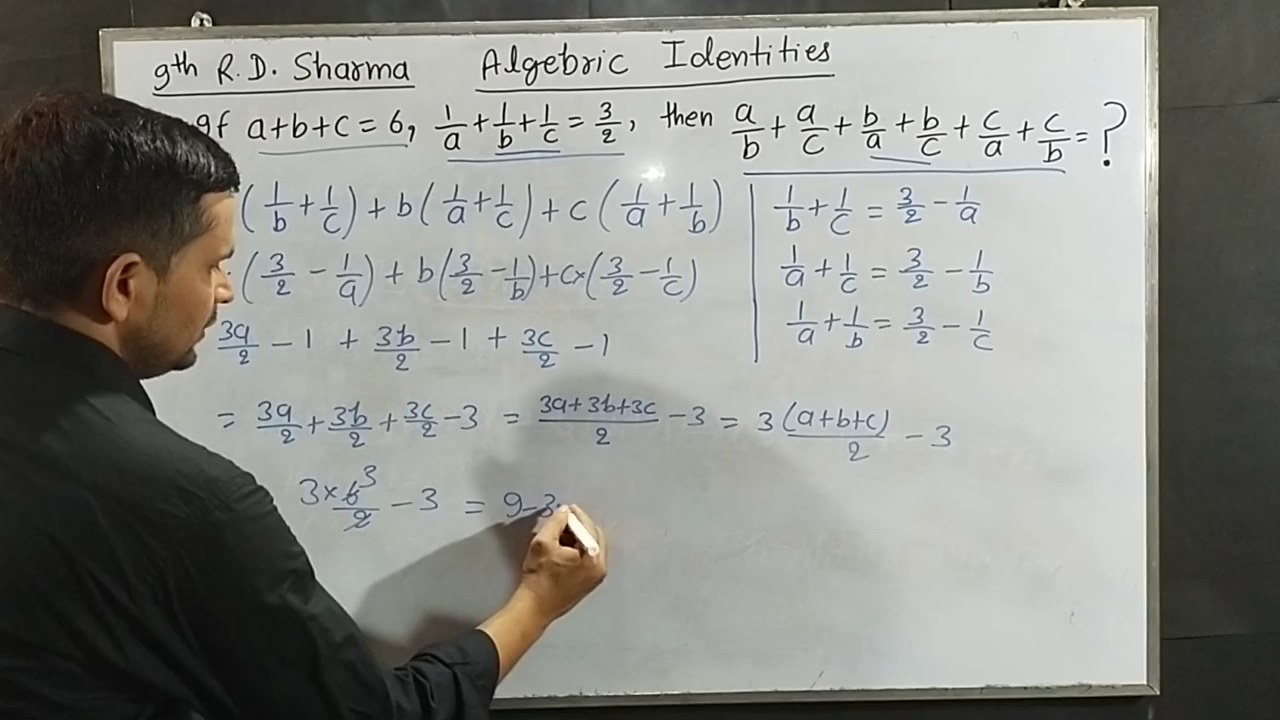 9th R.D. Sharma Algebric Identities
If a+b+c = 6, 1/a + 1/b + 1/c = 3/2, then a/b + a/c + b/a + b/c + c/a + c/b = ?
(1/b + 1/c) + b(1/a + 1/c) + c(1/a + 1/b)
(3/2 - 1/a) + b(3/2 - 1/b) + c×(3/2 - 1/c)
3a/2 - 1 + 3b/2 - 1 + 3c/2 - 1
1/b + 1/c = 3/2 - 1/a
1/a + 1/c = 3/2 - 1/b
1/a + 1/b = 3/2 - 1/c
= 3a/2 + 3b/2 + 3c/2 - 3 = (3a+3b+3c)/2 - 3 = 3(a+b+c)/2 - 3
3×6/2 3 - 3 = 9-3